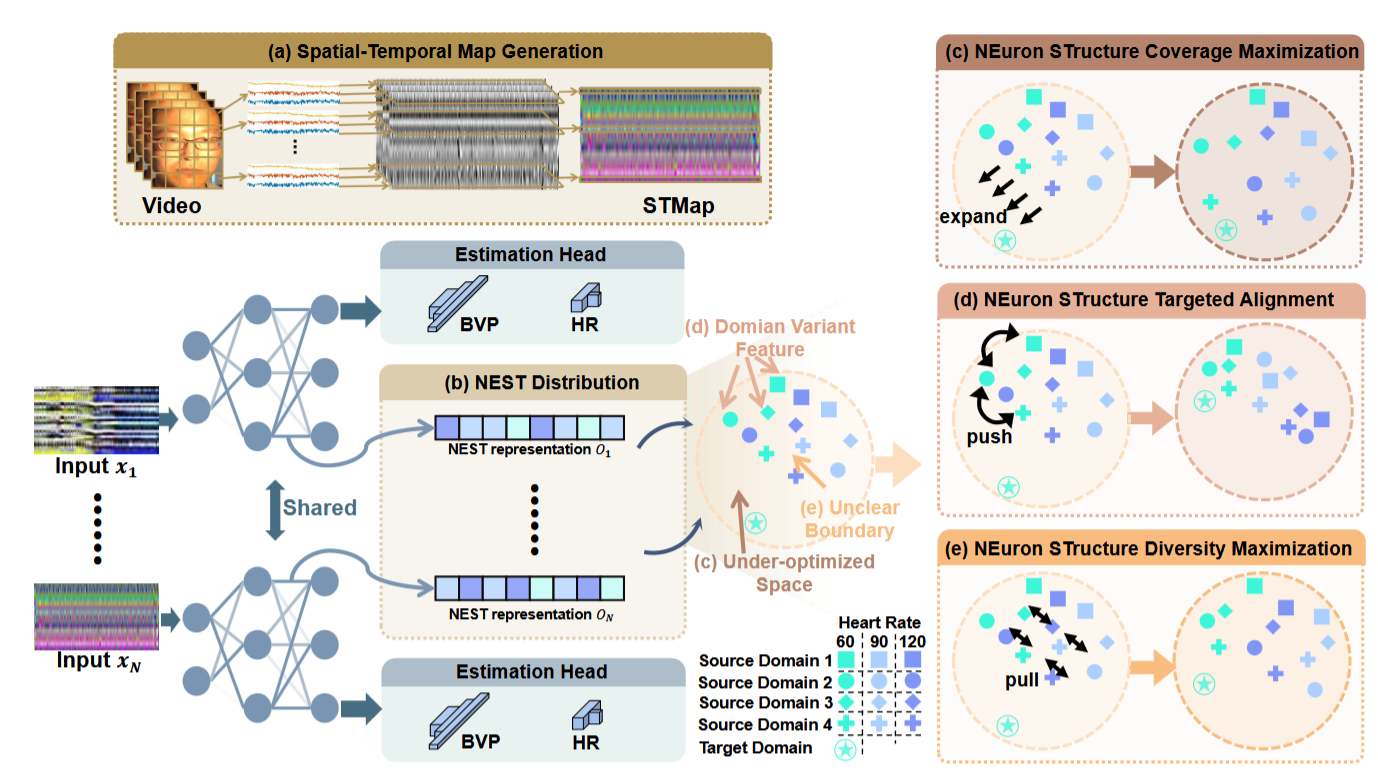 (a) Spatial-Temporal Map Generation
Video
STMap
Estimation Head
BVP
HR
Input x₁
Shared
Input x_N
(b) NEST Distribution
NEST representation O₁
NEST representation O_N
Estimation Head
BVP
HR
(d) Domian Variant
Feature
(e) Unclear
Boundary
(c) Under-optimized
Space
Heart Rate
60 90 120
Source Domain 1
Source Domain 2
Source Domain 3
Source Domain 4
Target Domain
(c) NEuron STructure Coverage Maximization
expand
(d) NEuron STructure Targeted Alignment
push
(e) NEuron STructure Diversity Maximization
pull